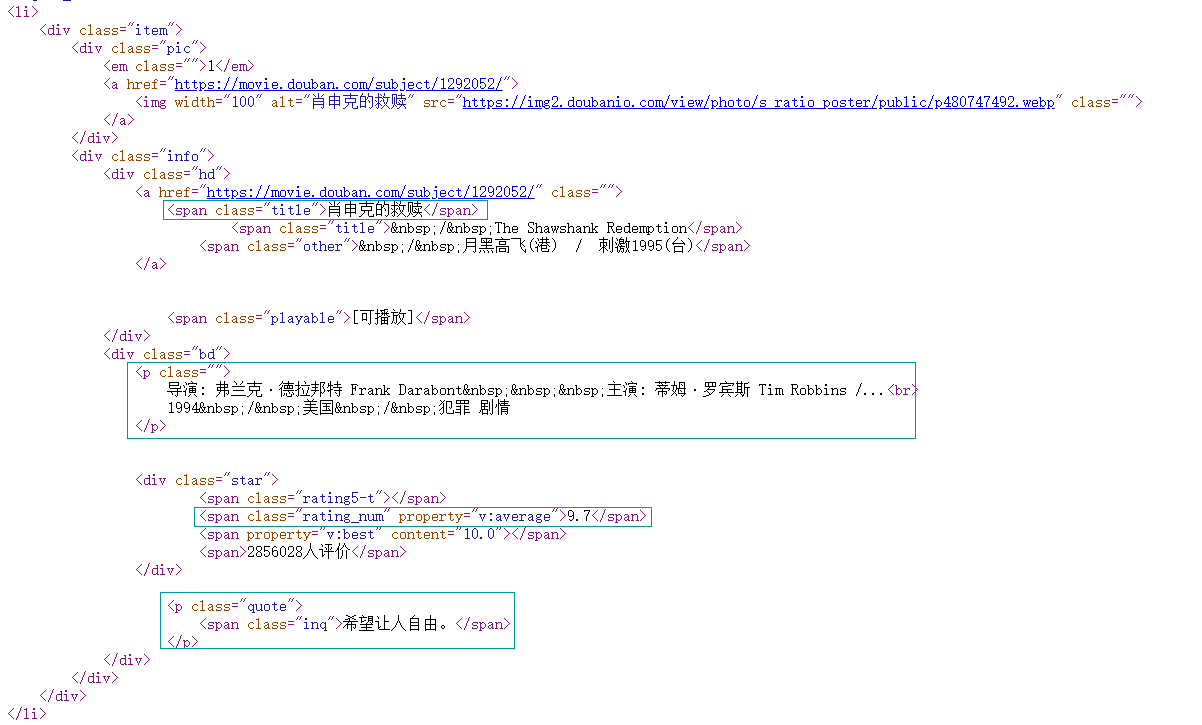 <li>
<div class="item">
<div class="pic">
<em class="">1</em>
<a href="https://movie.douban.com/subject/1292052/">
<img width="100" alt="肖申克的救赎" src="https://img2.doubanio.com/view/photo/s_ratio_poster/public/p480747492.webp" class="">
</a>
</div>
<div class="info">
<div class="hd">
<a href="https://movie.douban.com/subject/1292052/" class="">
<span class="title">肖申克的救赎</span>
<span class="title">&nbsp;/&nbsp;The Shawshank Redemption</span>
<span class="other">&nbsp;/&nbsp;月黑高飞(港)  /  刺激1995(台)</span>
</a>
<span class="playable">[可播放]</span>
</div>
<div class="bd">
<p class="">
导演: 弗兰克·德拉邦特 Frank Darabont&nbsp;&nbsp;&nbsp;主演: 蒂姆·罗宾斯 Tim Robbins /...<br>
1994&nbsp;/&nbsp;美国&nbsp;/&nbsp;犯罪 剧情
</p>
<div class="star">
<span class="rating5-t"></span>
<span class="rating_num" property="v:average">9.7</span>
<span property="v:best" content="10.0"></span>
<span>2856028人评价</span>
</div>
<p class="quote">
<span class="inq">希望让人自由。</span>
</p>
</div>
</div>
</div>
</li>